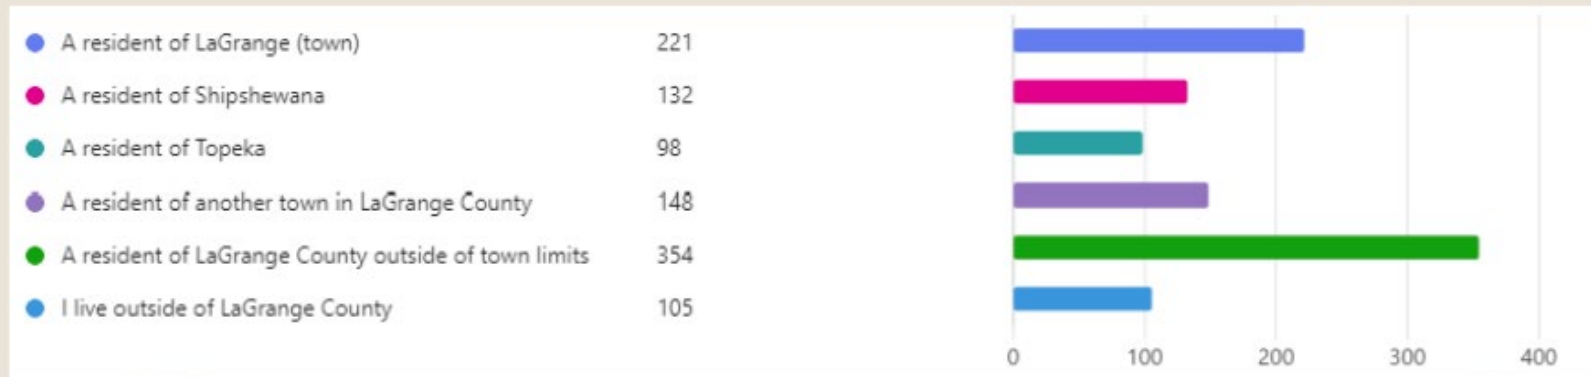 A resident of LaGrange (town) 221
A resident of Shipshewana 132
A resident of Topeka 98
A resident of another town in LaGrange County 148
A resident of LaGrange County outside of town limits 354
I live outside of LaGrange County 105
0 100 200 300 400